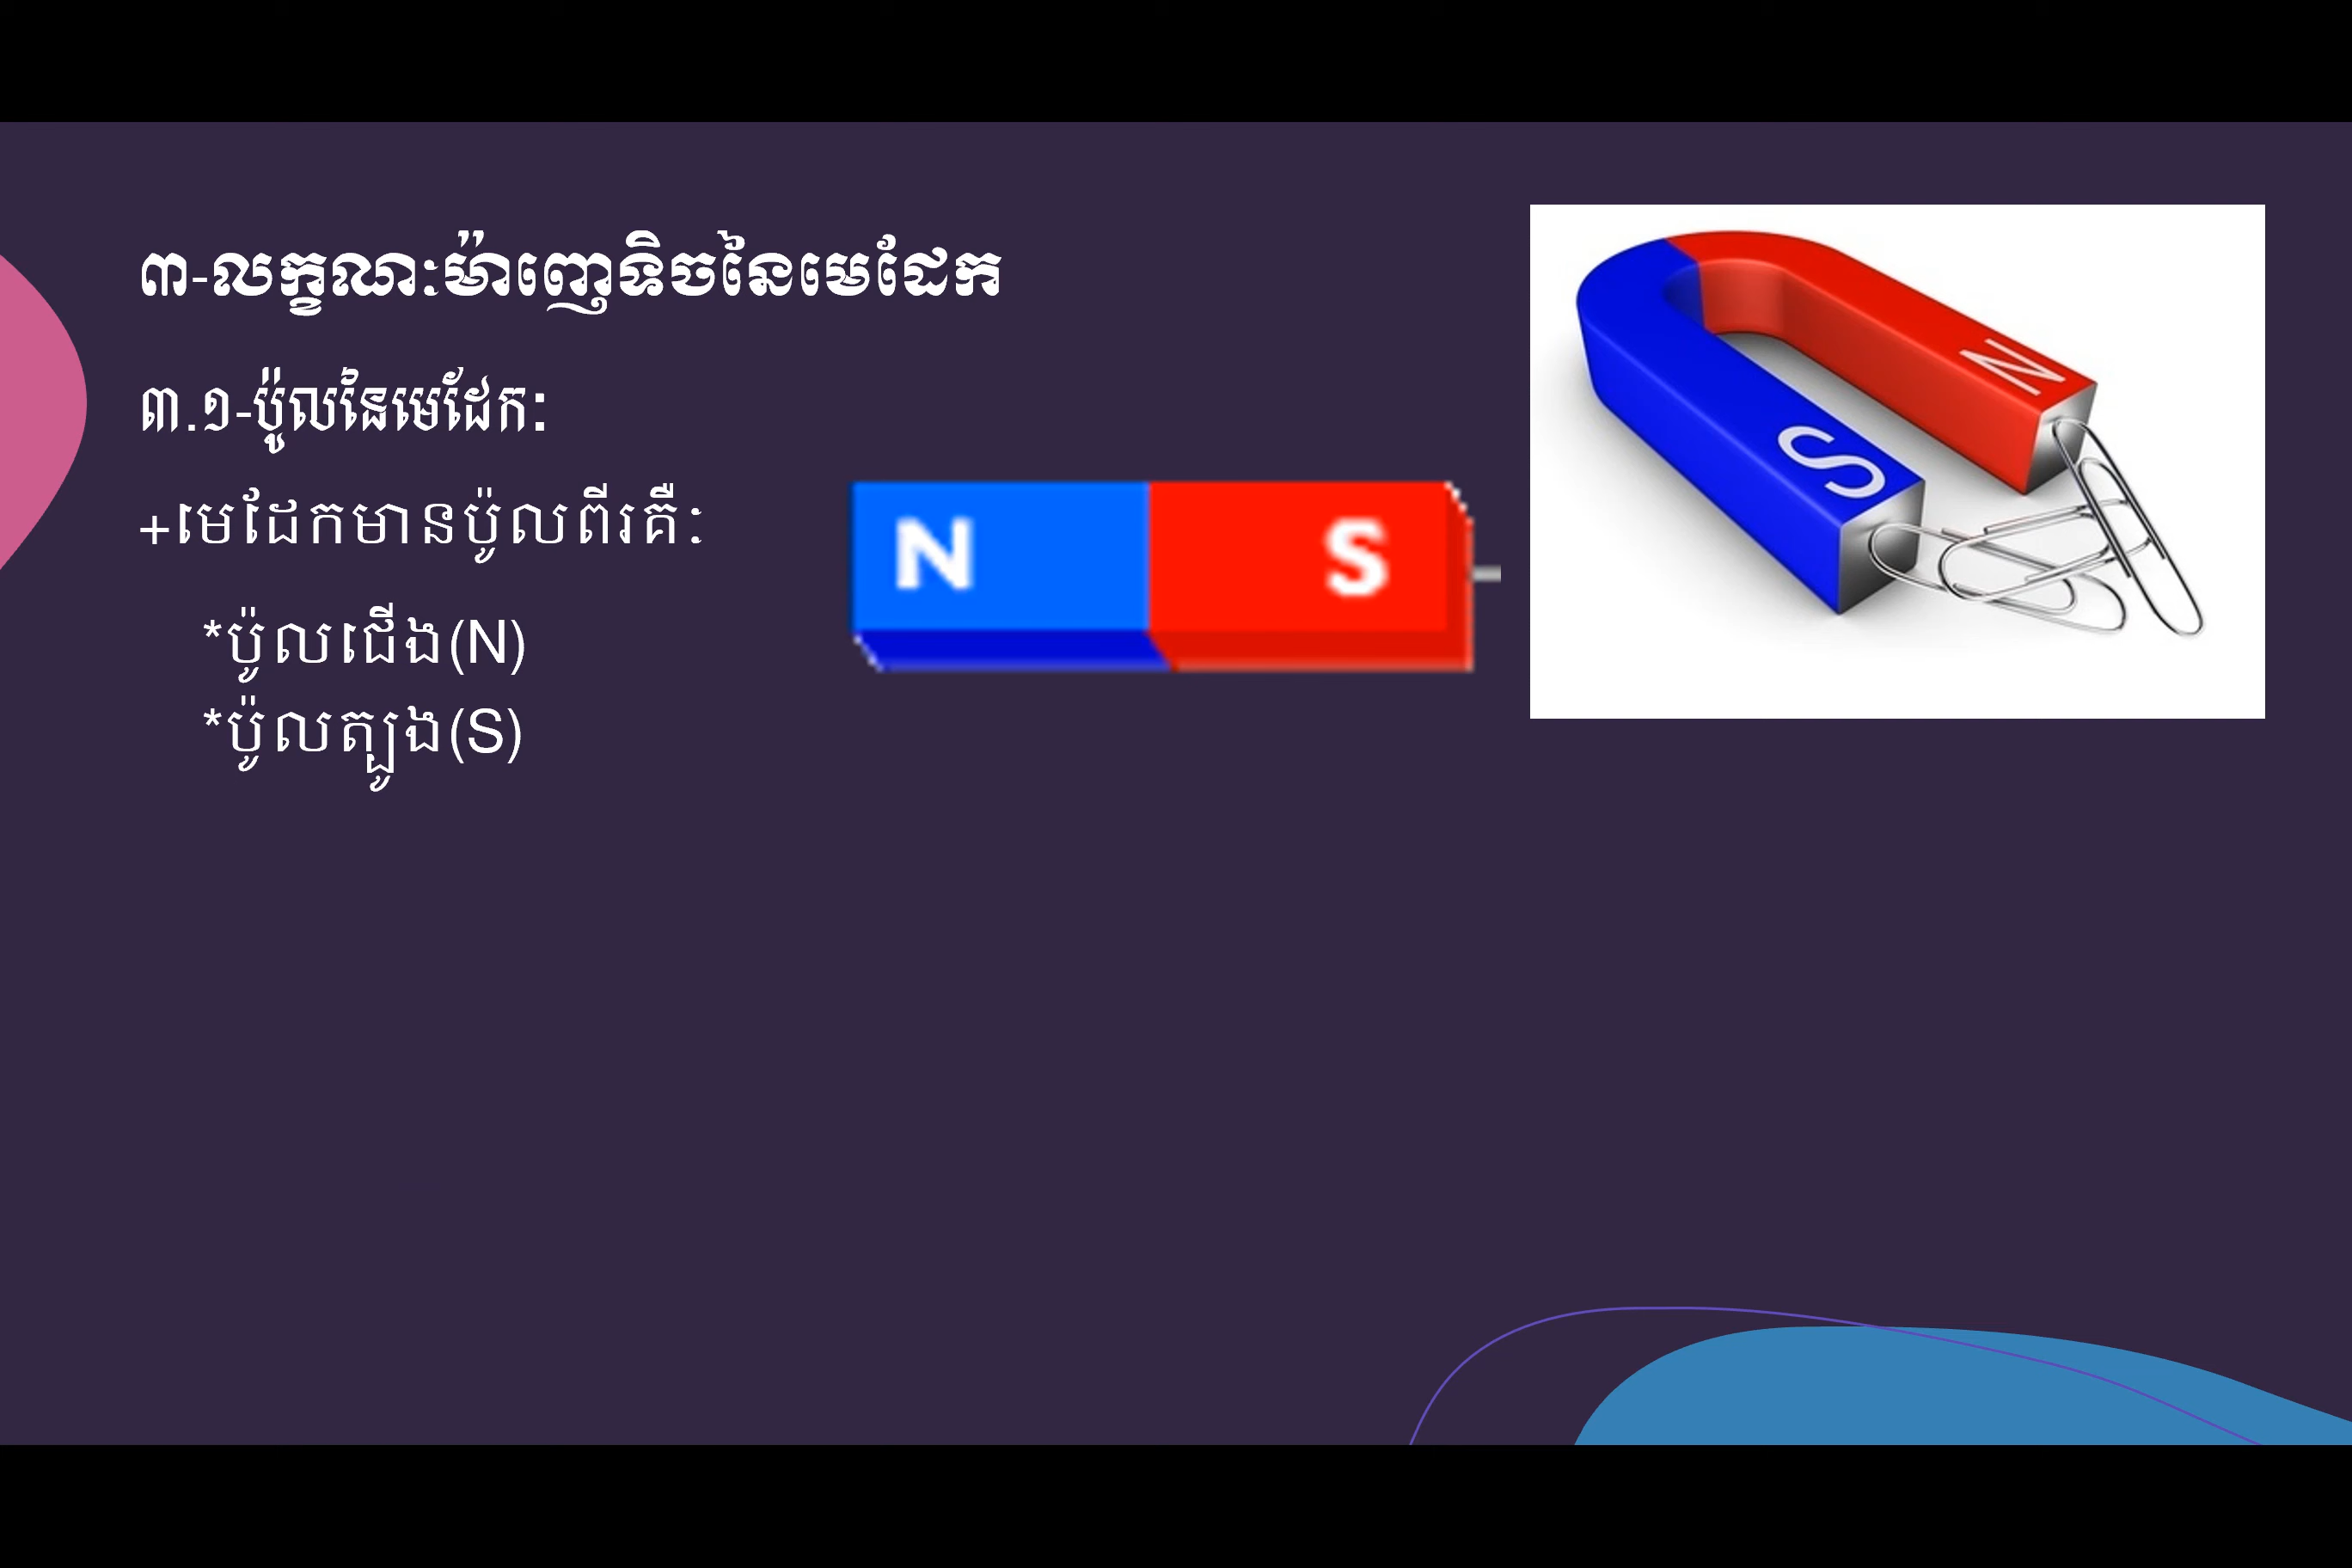 ៣-លក្ខណៈម៉ាញេទិចនៃមេដែក
៣.១-ប៉ូលនៃមេដែក:
+មេដែកមានប៉ូលពីរគឺៈ
*ប៉ូលជើង(N)
*ប៉ូលត្បូង(S)
N S
N
S